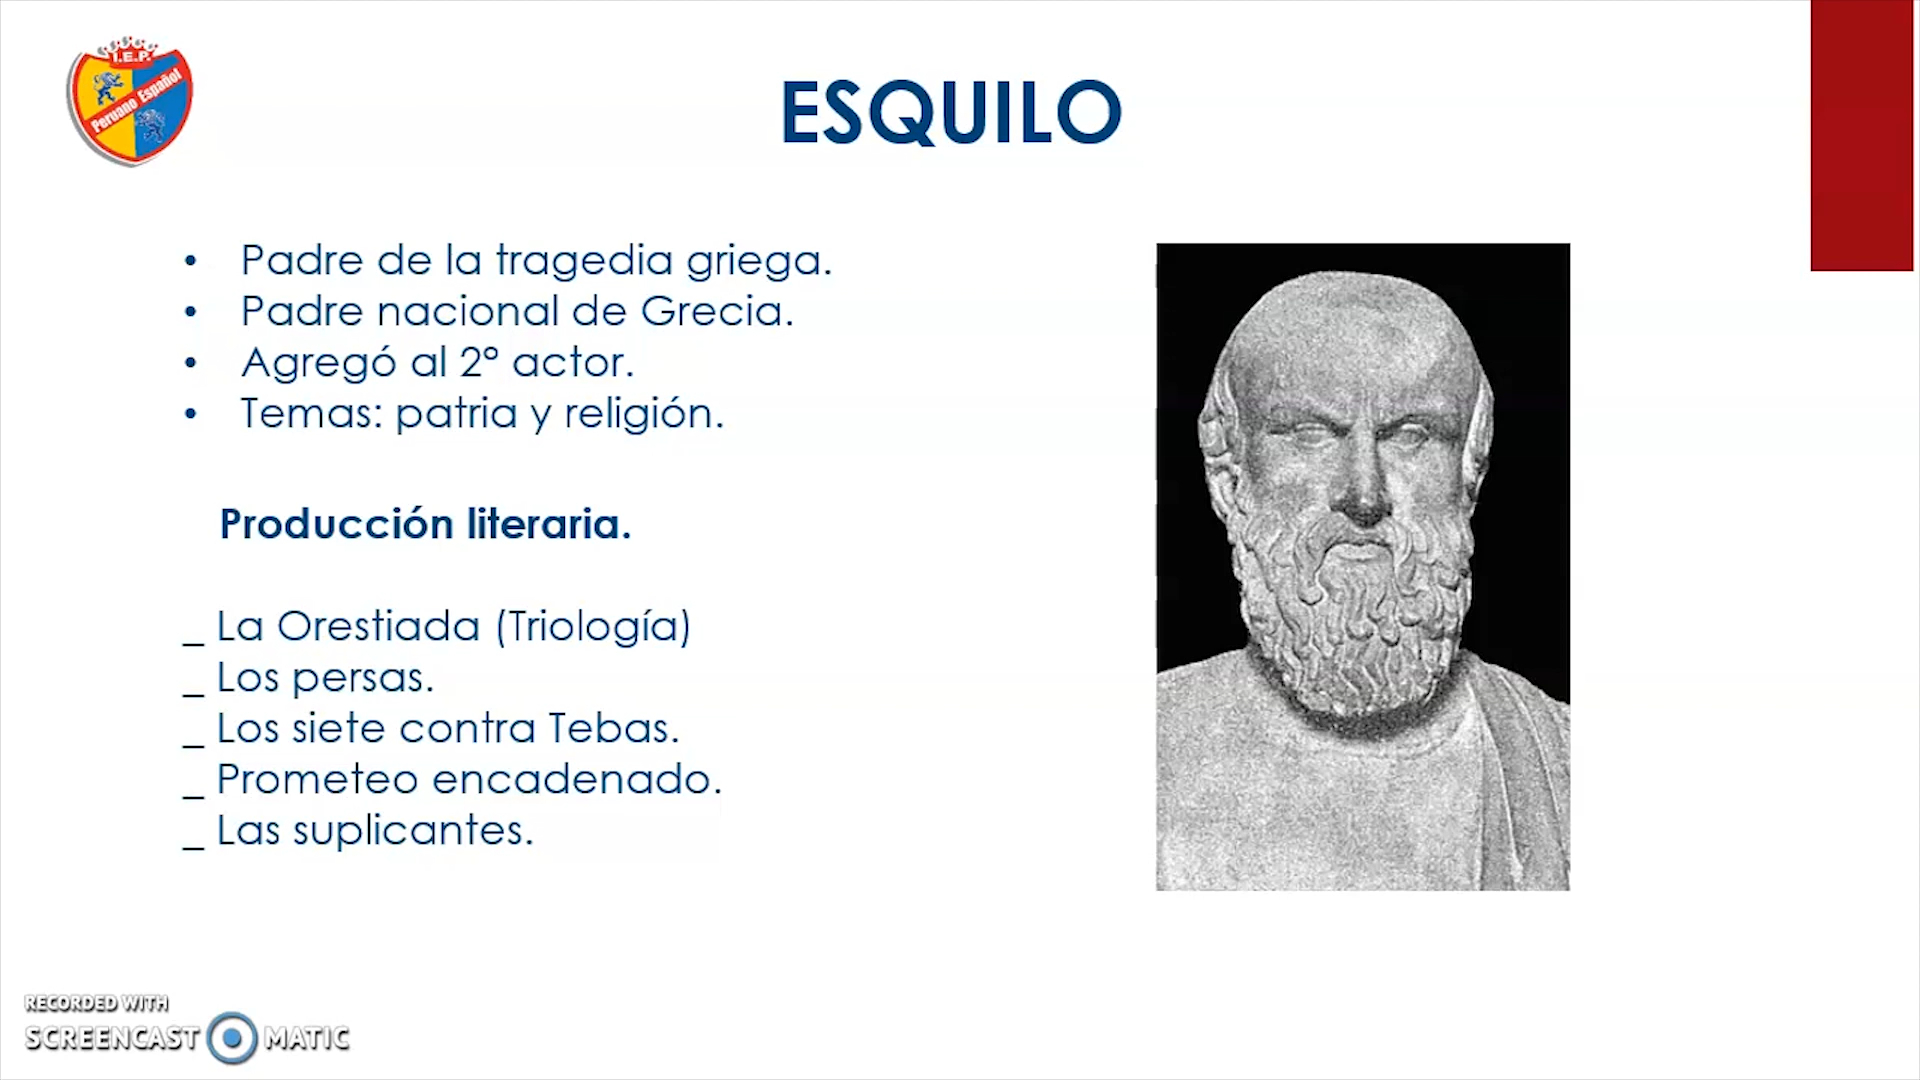 I.E.P.
Peruano Español
ESQUILO
• Padre de la tragedia griega.
• Padre nacional de Grecia.
• Agregó al 2° actor.
• Temas: patria y religión.
Producción literaria.
_ La Orestiada (Triología)
_ Los persas.
_ Los siete contra Tebas.
_ Prometeo encadenado.
_ Las suplicantes.
RECORDED WITH
SCREENCAST MATIC